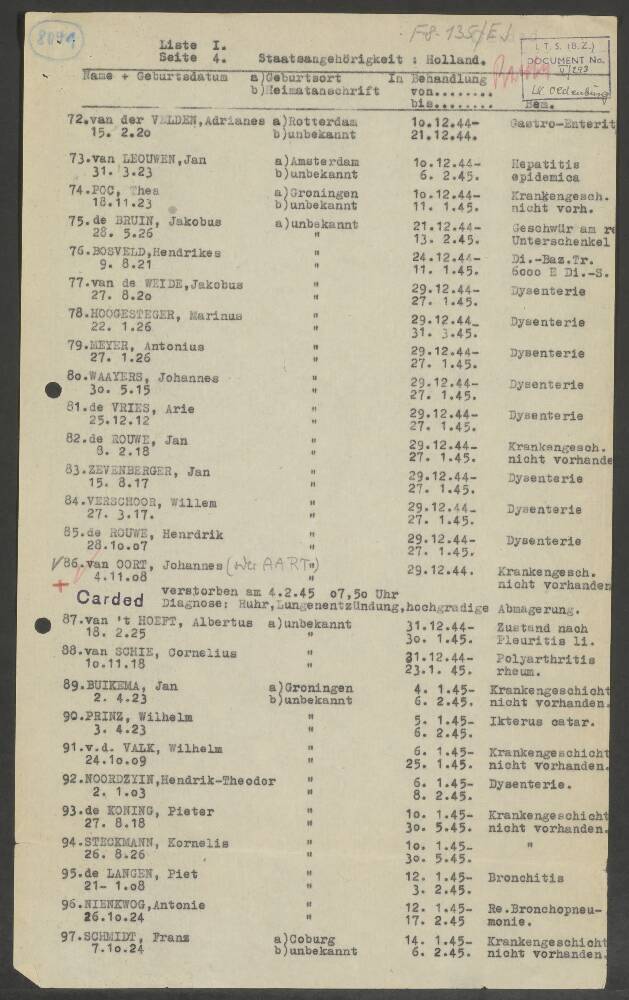 8094
F8-135/E
I.T.S. (B.Z.)
DOCUMENT No.
LK Oldenburg
Liste I.
Seite 4. Staatsangehörigkeit : Holland.
Name + Geburtsdatum a)Geburtsort In Behandlung
b)Heimatanschrift von........
bis........ Bem.
72.van der VELDEN,Adrianes a)Rotterdam 10.12.44- Gastro-Enterit
15. 2.20 b)unbekannt 21.12.44.
73.van LEOUWEN,Jan a)Amsterdam 10.12.44- Hepatitis
31. 3.23 b)unbekannt 6. 2.45. epidemica
74.POC, Thea a)Groningen 10.12.44- Krankengesch.
18.11.23 b)unbekannt 11. 1.45. nicht vorh.
75.de BRUIN, Jakobus a)unbekannt 21.12.44- Geschwür am re
28. 5.26 " 13. 2.45. Unterschenkel
76.BOSVELD,Hendrikes " 24.12.44- Di.-Baz.Tr.
9. 8.21 " 11. 1.45. 6000 E Di.-S.
77.van de WEIDE,Jakobus " 29.12.44- Dysenterie
27. 8.20 " 27. 1.45.
78.HOOGESTEGER, Marinus " 29.12.44- Dysenterie
22. 1.26 " 31. 3.45.
79.MEYER, Antonius " 29.12.44- Dysenterie
27. 1.26 " 27. 1.45.
80.WAAYERS, Johannes " 29.12.44- Dysenterie
30. 5.15 " 27. 1.45.
81.de VRIES, Arie " 29.12.44- Dysenterie
25.12.12 " 27. 1.45.
82.de ROUWE, Jan " 29.12.44- Krankengesch.
8. 2.18 " 27. 1.45. nicht vorhande
83.ZEVENBERGER, Jan " 29.12.44- Dysenterie
15. 8.17 " 27. 1.45.
84.VERSCHOOR, Willem " 29.12.44- Dysenterie
27. 3.17. " 27. 1.45.
85.de ROUWE, Henrdrik " 29.12.44- Dysenterie
28.10.07 " 27. 1.45.
86.van OORT, Johannes " 29.12.44. Krankengesch.
4.11.08 " nicht vorhanden
Carded verstorben am 4.2.45 07,50 Uhr
Diagnose: Ruhr,Lungenentzündung,hochgradige Abmagerung.
87.van 't HOEFT, Albertus a)unbekannt 31.12.44- Zustand nach
18. 2.25 " 30. 1.45. Pleuritis li.
88.van SCHIE, Cornelius " 31.12.44- Polyarthritis
10.11.18 " 23.1. 45. rheum.
89.BUIKEMA, Jan a)Groningen 4. 1.45- Krankengeschicht
2. 4.23 b)unbekannt 6. 2.45. nicht vorhanden.
90.PRINZ, Wilhelm " 5. 1.45- Ikterus catar.
3. 4.23 " 6. 2.45.
91.v.d. VALK, Wilhelm " 6. 1.45- Krankengeschicht
24.10.09 " 25. 1.45. nicht vorhanden.
92.NOORDZYIN,Hendrik-Theodor " 6. 1.45- Dysenterie.
2. 1.03 " 8. 2.45.
93.de KONING, Pieter " 10. 1.45- Krankengeschicht
27. 8.18 " 30. 5.45. nicht vorhanden.
94.STECKMANN, Kornelis " 10. 1.45- "
26. 8.26 " 30. 5.45.
95.de LANGEN, Piet " 12. 1.45- Bronchitis
21- 1.08 " 3. 2.45.
96.NIENKWOG,Antonie " 12. 1.45- Re.Bronchopneu-
26.10.24 " 17. 2.45 monie.
97.SCHMIDT, Franz a)Coburg 14. 1.45- Krankengeschicht
7.10.24 b)unbekannt 6. 2.45. nicht vorhanden.